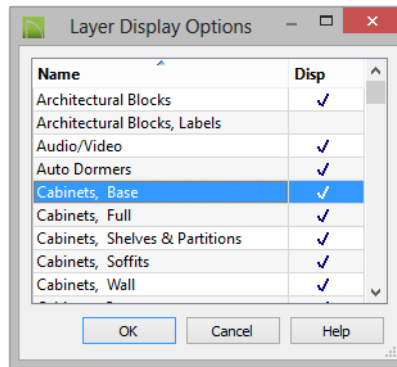 Layer Display Options
Name Disp
Architectural Blocks
Architectural Blocks, Labels
Audio/Video
Auto Dormers
Cabinets, Base
Cabinets, Full
Cabinets, Shelves & Partitions
Cabinets, Soffits
Cabinets, Wall
OK Cancel Help